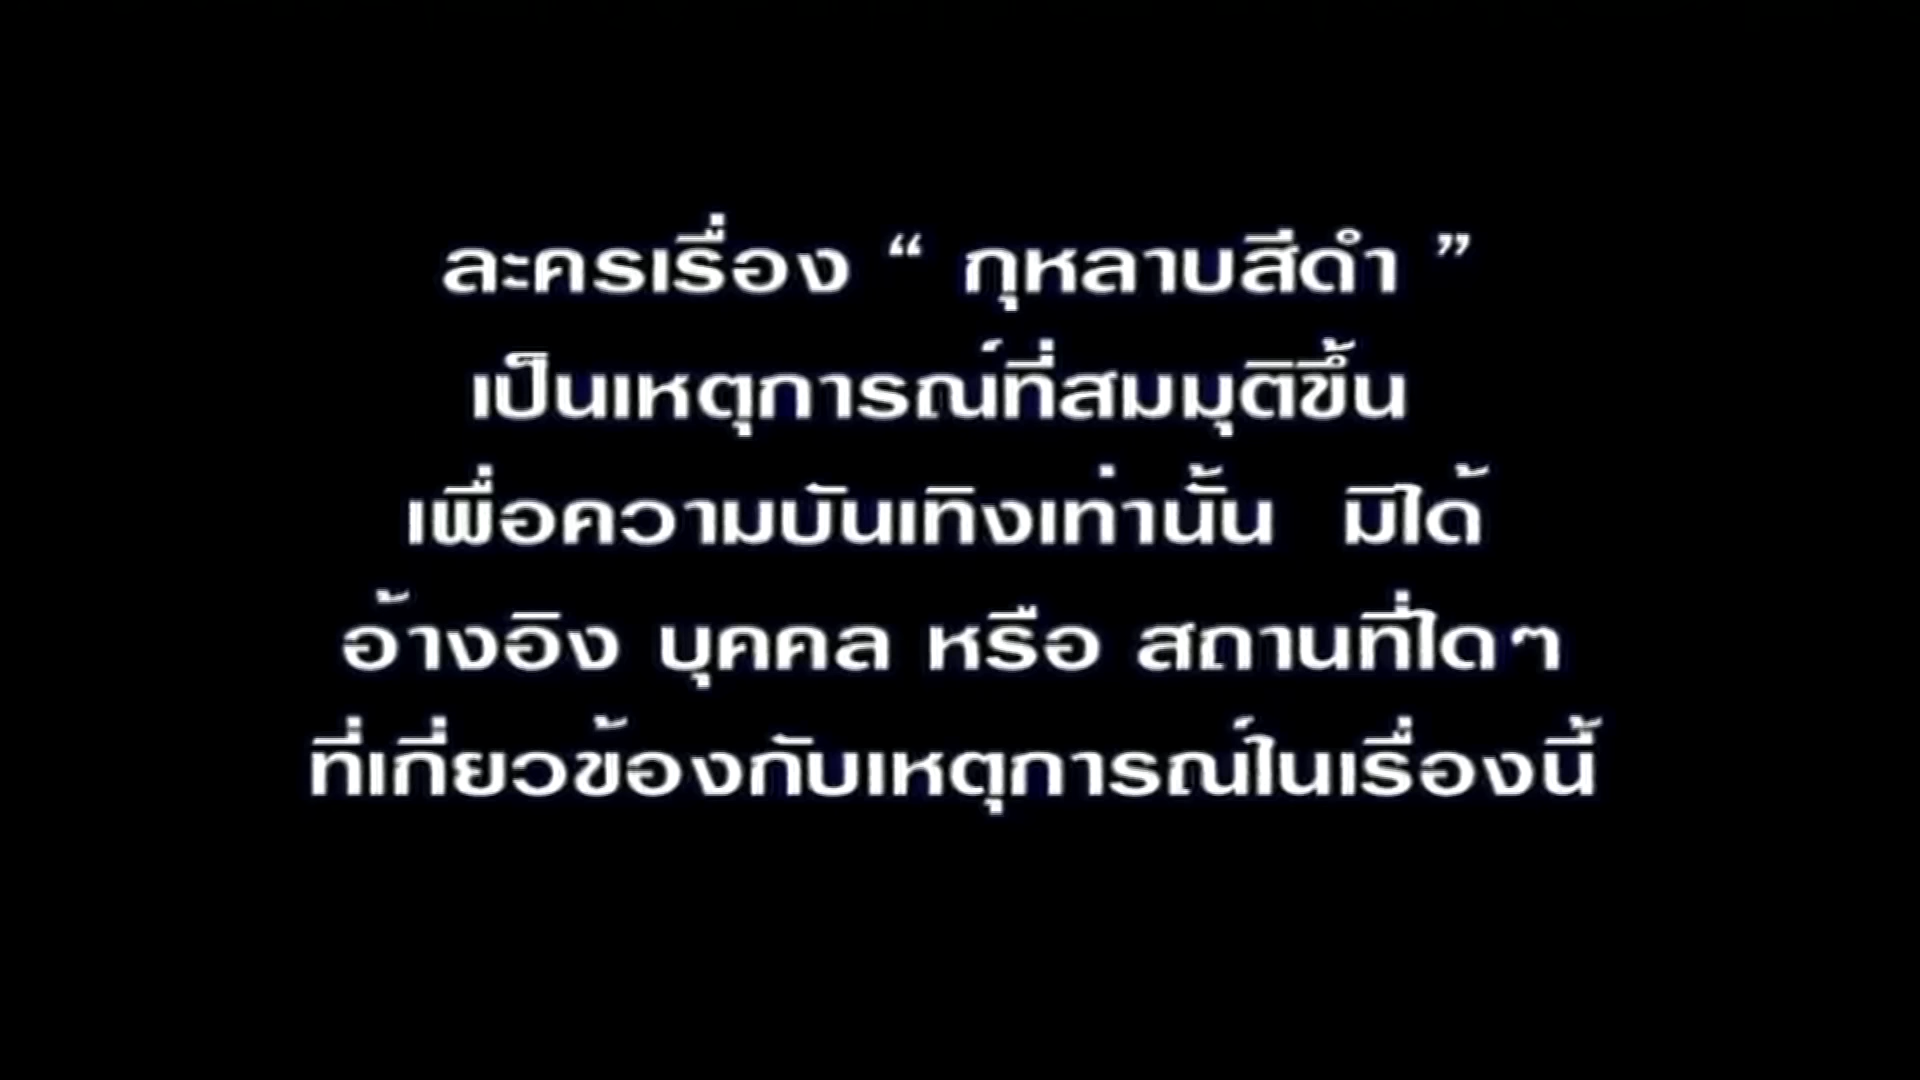 ละครเรื่อง “ กุหลาบสีดำ ”
เป็นเหตุการณ์ที่สมมุติขึ้น
เพื่อความบันเทิงเท่านั้น มิได้
อ้างอิง บุคคล หรือ สถานที่ใดๆ
ที่เกี่ยวข้องกับเหตุการณ์ในเรื่องนี้